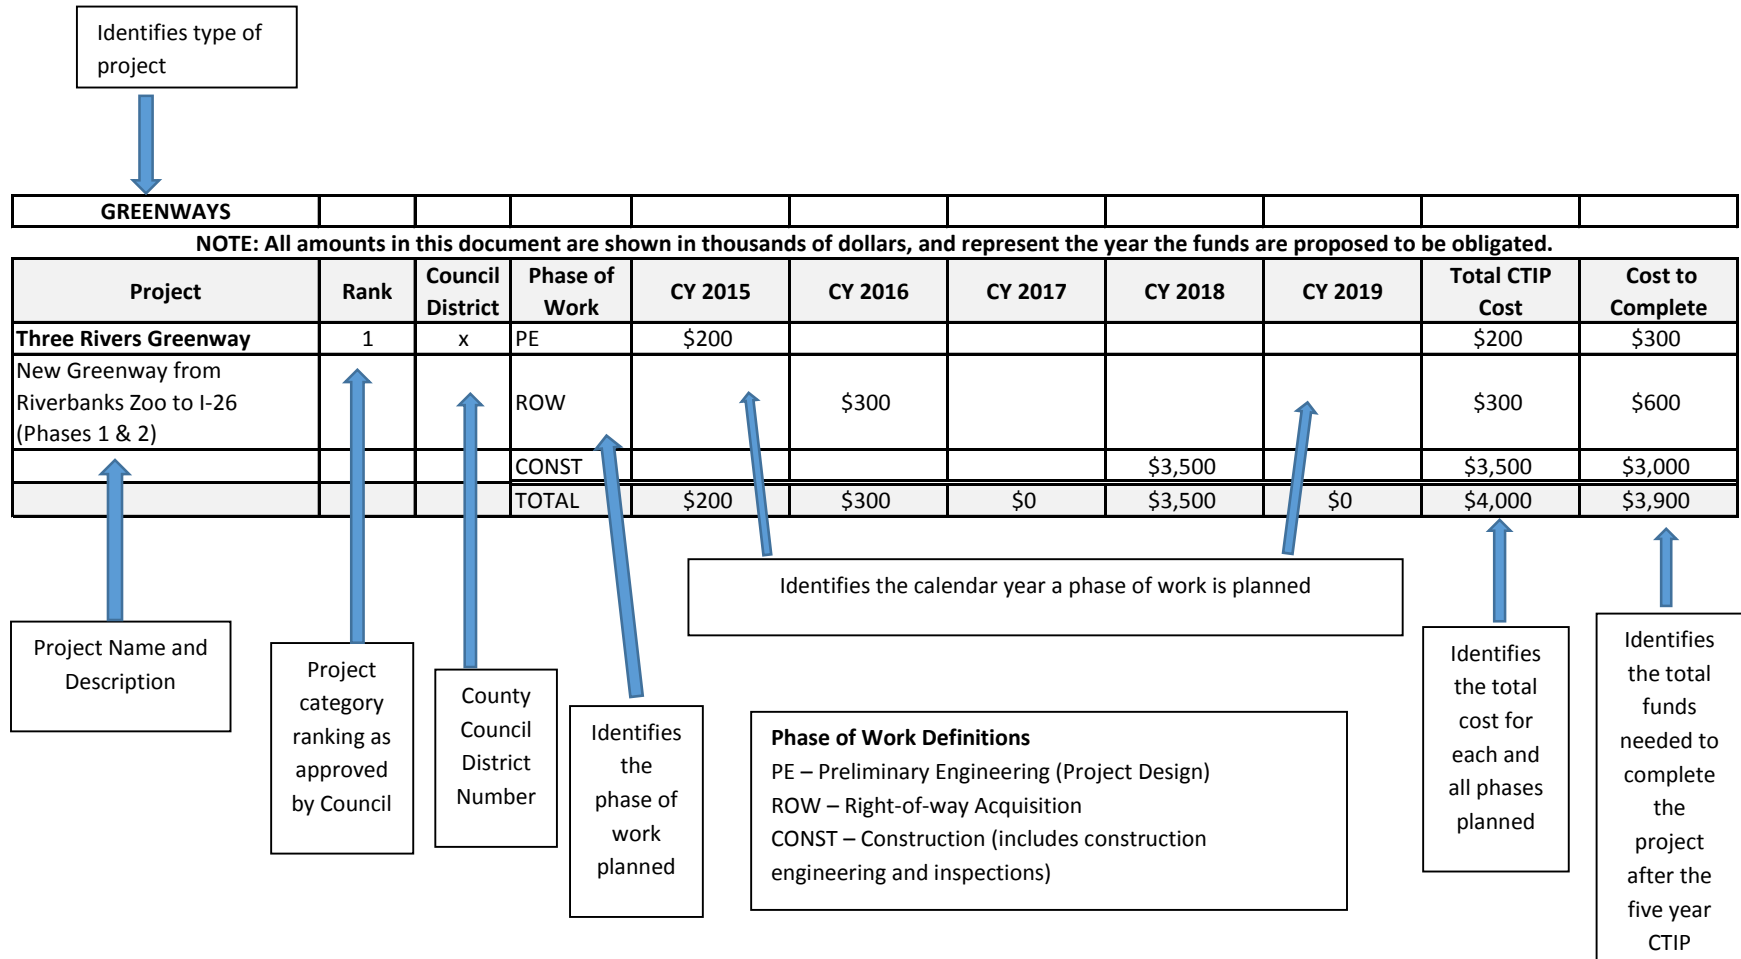 Identifies type of
project
GREENWAYS
NOTE: All amounts in this document are shown in thousands of dollars, and represent the year the funds are proposed to be obligated.
Project Rank Council District Phase of Work CY 2015 CY 2016 CY 2017 CY 2018 CY 2019 Total CTIP Cost Cost to Complete
Three Rivers Greenway 1 x PE $200 $200 $300
New Greenway from
Riverbanks Zoo to I-26 ROW $300 $300 $600
(Phases 1 & 2)
CONST $3,500 $3,500 $3,000
TOTAL $200 $300 $0 $3,500 $0 $4,000 $3,900
Identifies the calendar year a phase of work is planned
Project Name and
Description
Project
category
ranking as
approved
by Council
County
Council
District
Number
Identifies
the
phase of
work
planned
Phase of Work Definitions
PE – Preliminary Engineering (Project Design)
ROW – Right-of-way Acquisition
CONST – Construction (includes construction
engineering and inspections)
Identifies
the total
cost for
each and
all phases
planned
Identifies
the total
funds
needed to
complete
the
project
after the
five year
CTIP